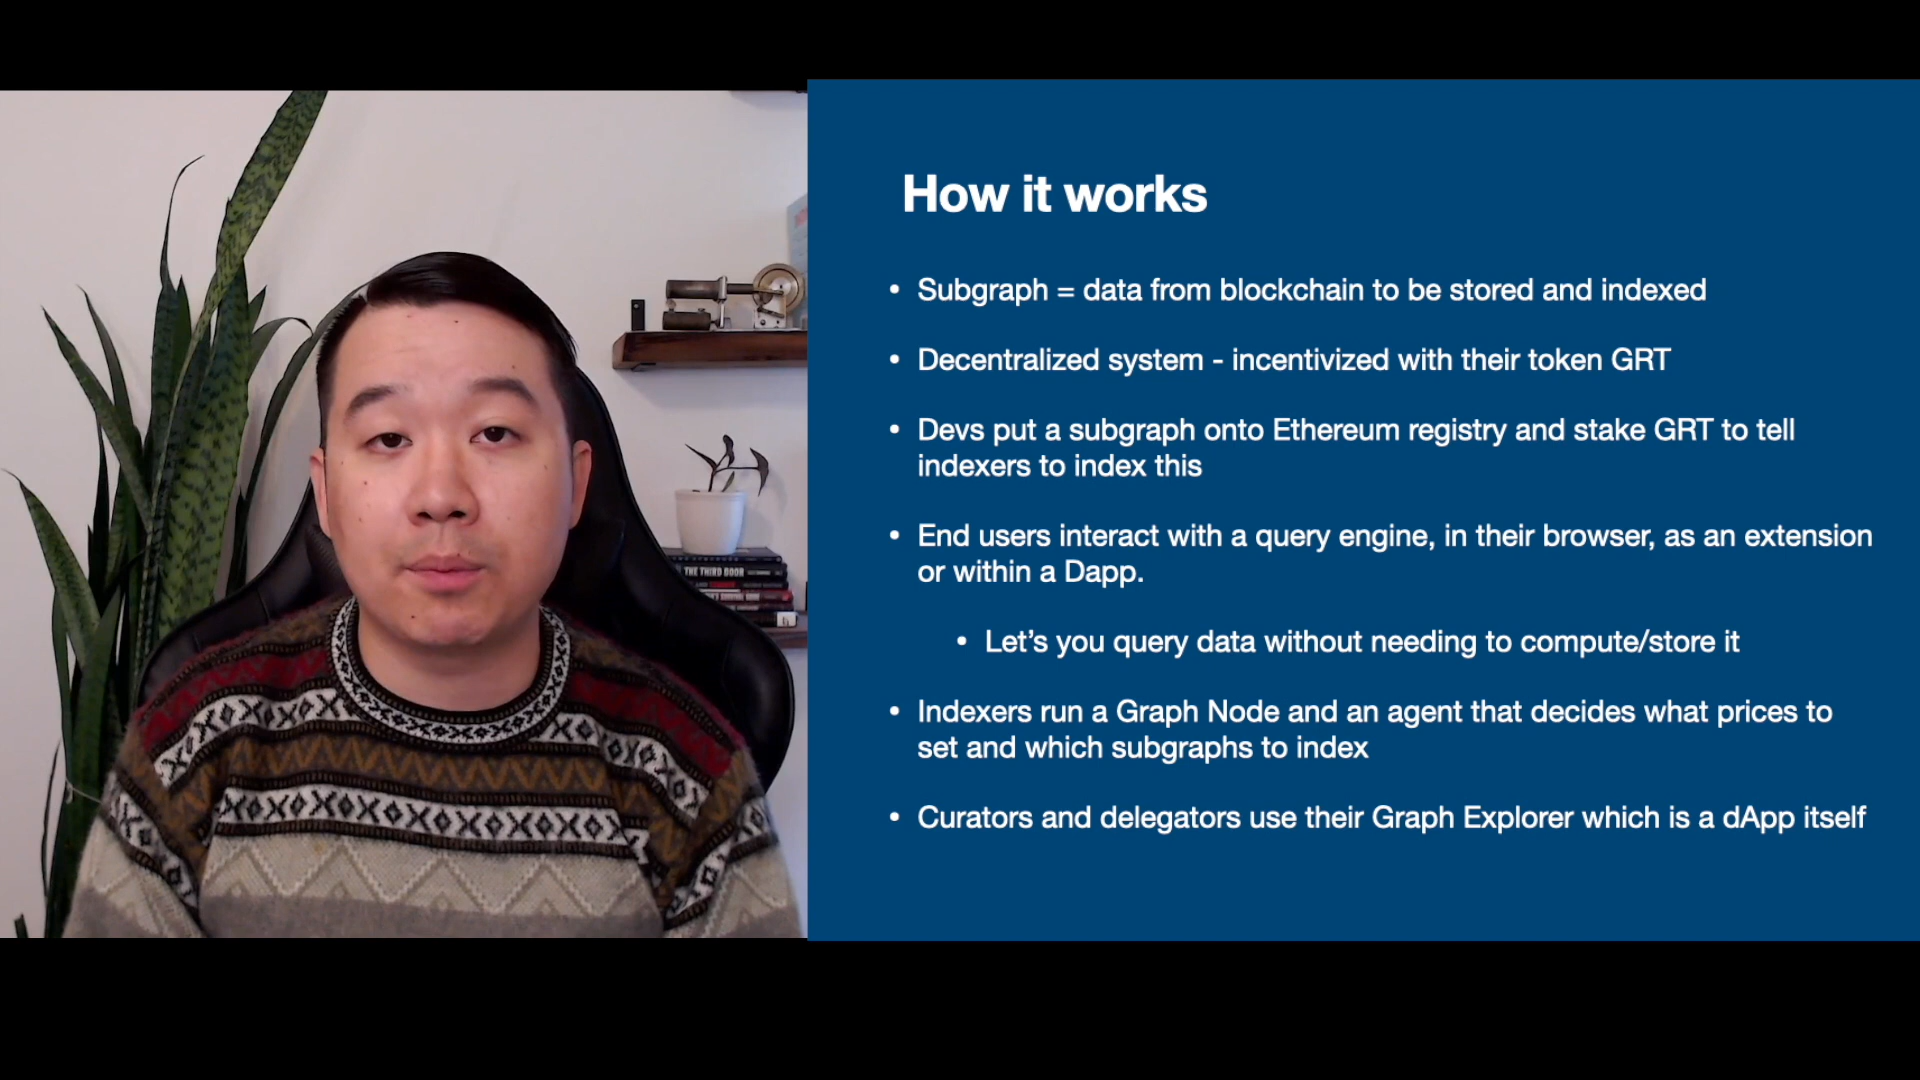 How it works
• Subgraph = data from blockchain to be stored and indexed
• Decentralized system - incentivized with their token GRT
• Devs put a subgraph onto Ethereum registry and stake GRT to tell
indexers to index this
• End users interact with a query engine, in their browser, as an extension
or within a Dapp.
• Let’s you query data without needing to compute/store it
• Indexers run a Graph Node and an agent that decides what prices to
set and which subgraphs to index
• Curators and delegators use their Graph Explorer which is a dApp itself
THE THIRD DOOR